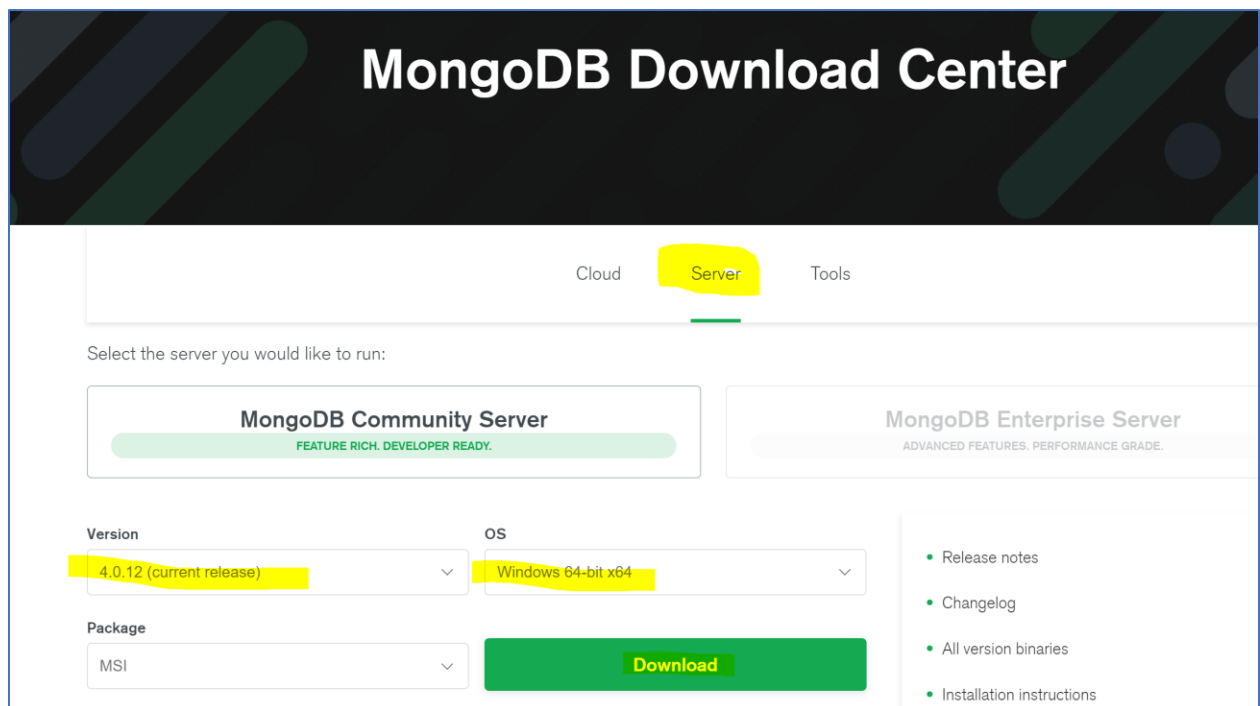 MongoDB Download Center
Cloud Server Tools
Select the server you would like to run:
MongoDB Community Server
FEATURE RICH. DEVELOPER READY.
MongoDB Enterprise Server
ADVANCED FEATURES. PERFORMANCE GRADE.
Version
4.0.12 (current release)
OS
Windows 64-bit x64
Package
MSI
Download
Release notes
Changelog
All version binaries
Installation instructions